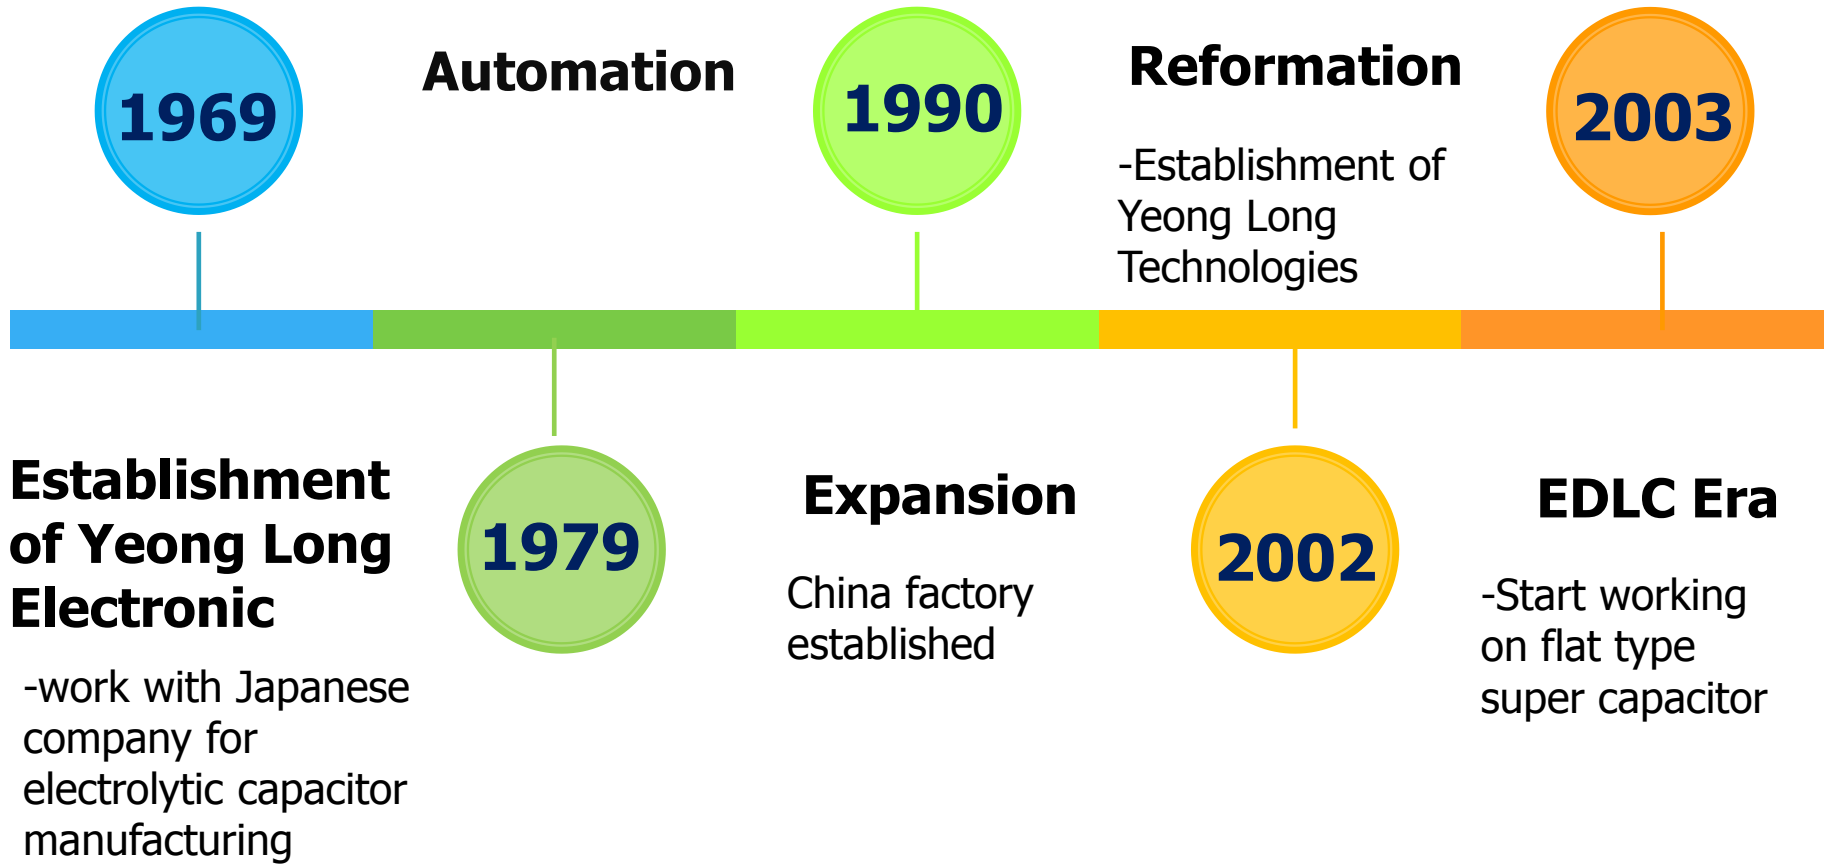 1969
Establishment
of Yeong Long
Electronic
-work with Japanese
company for
electrolytic capacitor
manufacturing
Automation
1979
1990
Expansion
China factory
established
Reformation
-Establishment of
Yeong Long
Technologies
2002
2003
EDLC Era
-Start working
on flat type
super capacitor